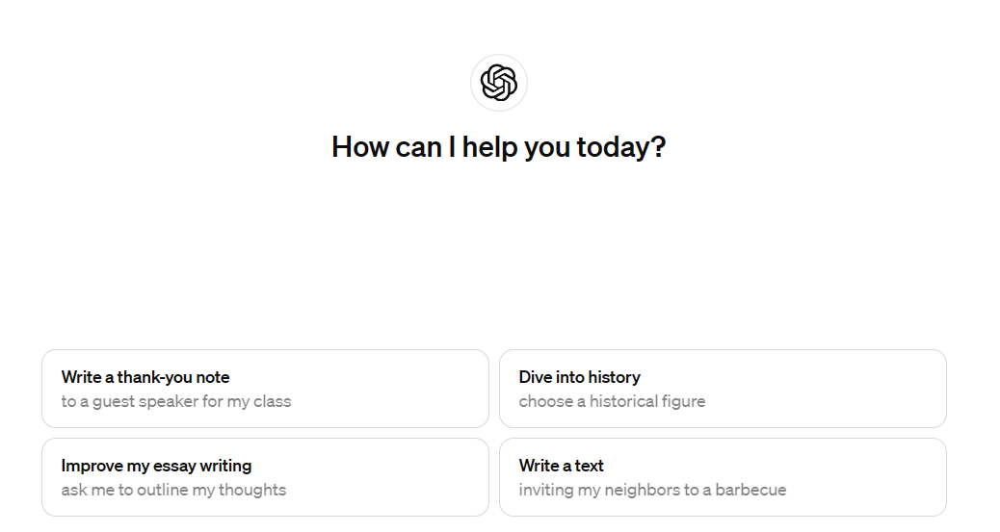 How can I help you today?
Write a thank-you note
to a guest speaker for my class
Dive into history
choose a historical figure
Improve my essay writing
ask me to outline my thoughts
Write a text
inviting my neighbors to a barbecue